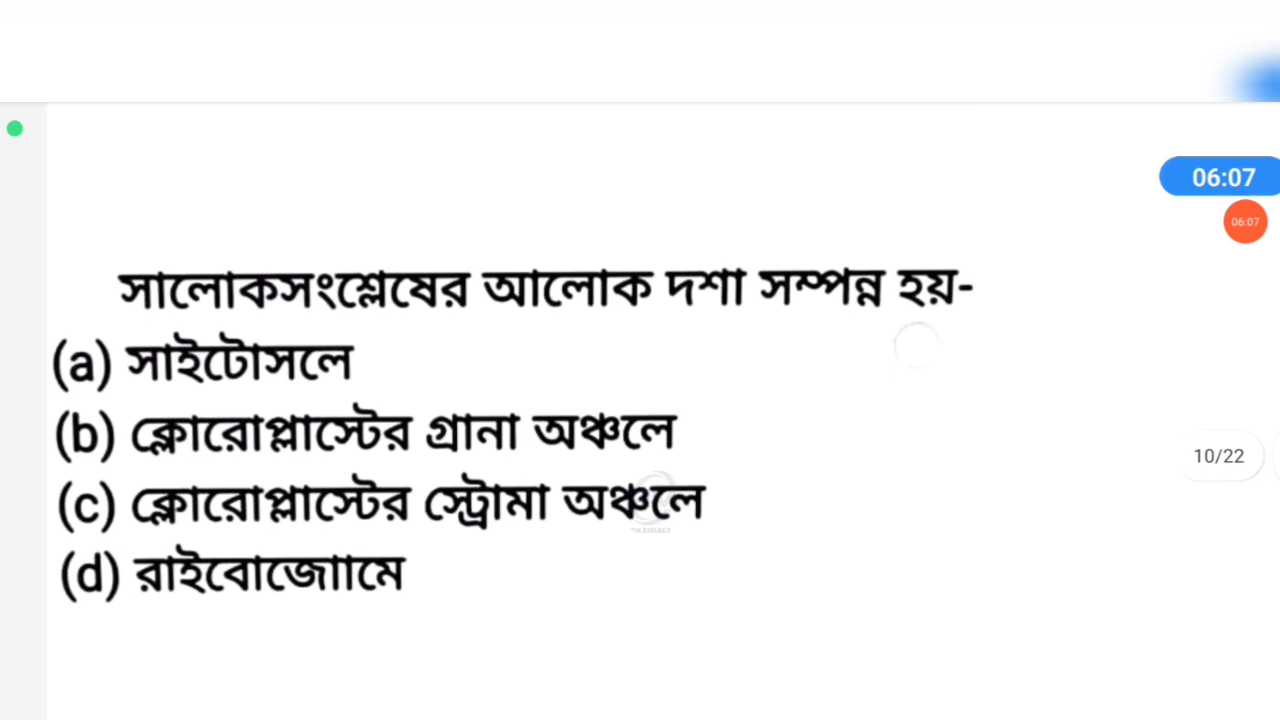 06:07
06:07
সালোকসংশ্লেষের আলোক দশা সম্পন্ন হয়-
(a) সাইটোসলে
(b) ক্লোরোপ্লাস্টের গ্রানা অঞ্চলে
10/22
(c) ক্লোরোপ্লাস্টের স্ট্রোমা অঞ্চলে
(d) রাইবোজোামে